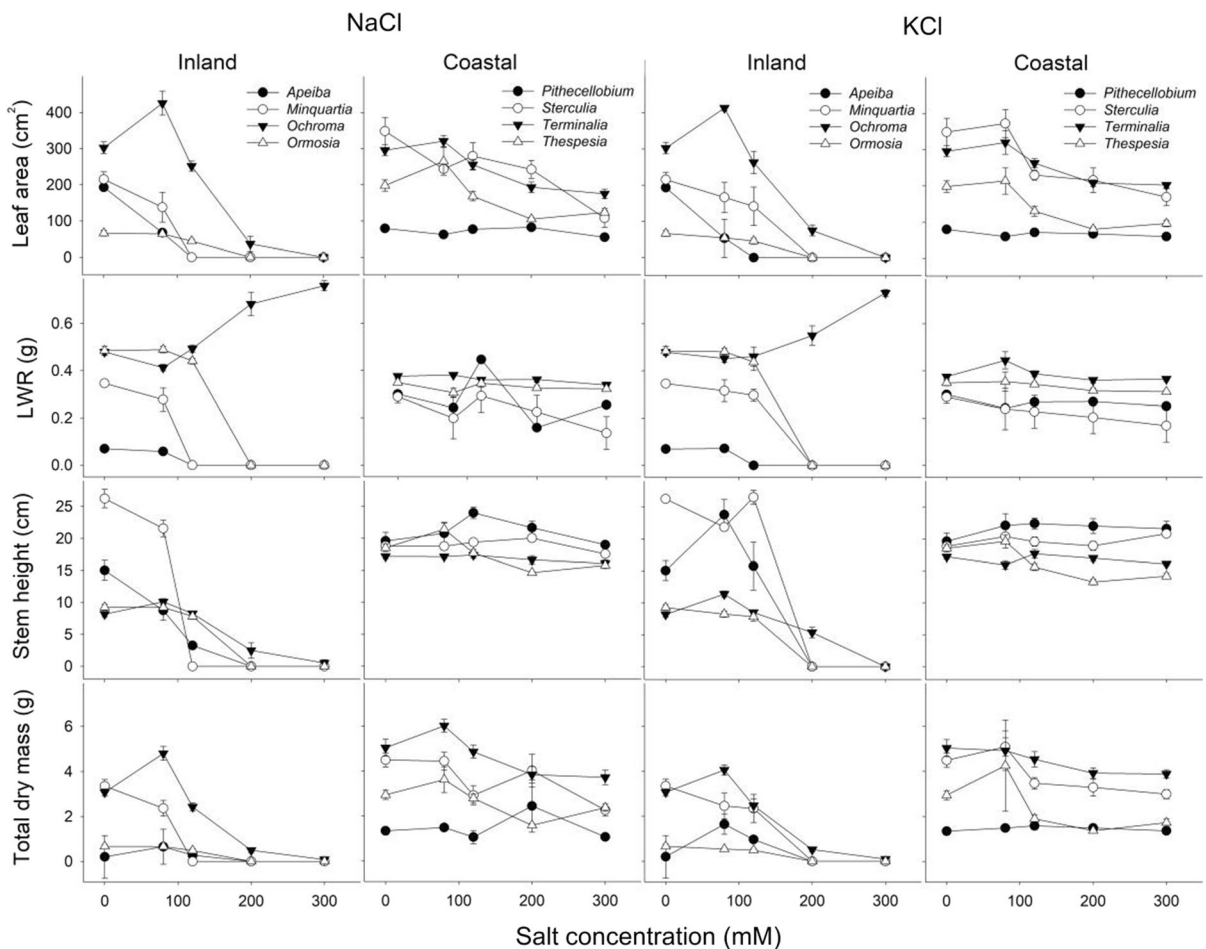 NaCl
KCl
Inland
Coastal
Inland
Coastal
Apeiba
Minquartia
Ochroma
Ormosia
Pithecellobium
Sterculia
Terminalia
Thespesia
Apeiba
Minquartia
Ochroma
Ormosia
Pithecellobium
Sterculia
Terminalia
Thespesia
Leaf area (cm²)
400
300
200
100
0
LWR (g)
0.6
0.4
0.2
0.0
Stem height (cm)
25
20
15
10
5
0
Total dry mass (g)
6
4
2
0
0 100 200 300
0 100 200 300
0 100 200 300
0 100 200 300
Salt concentration (mM)